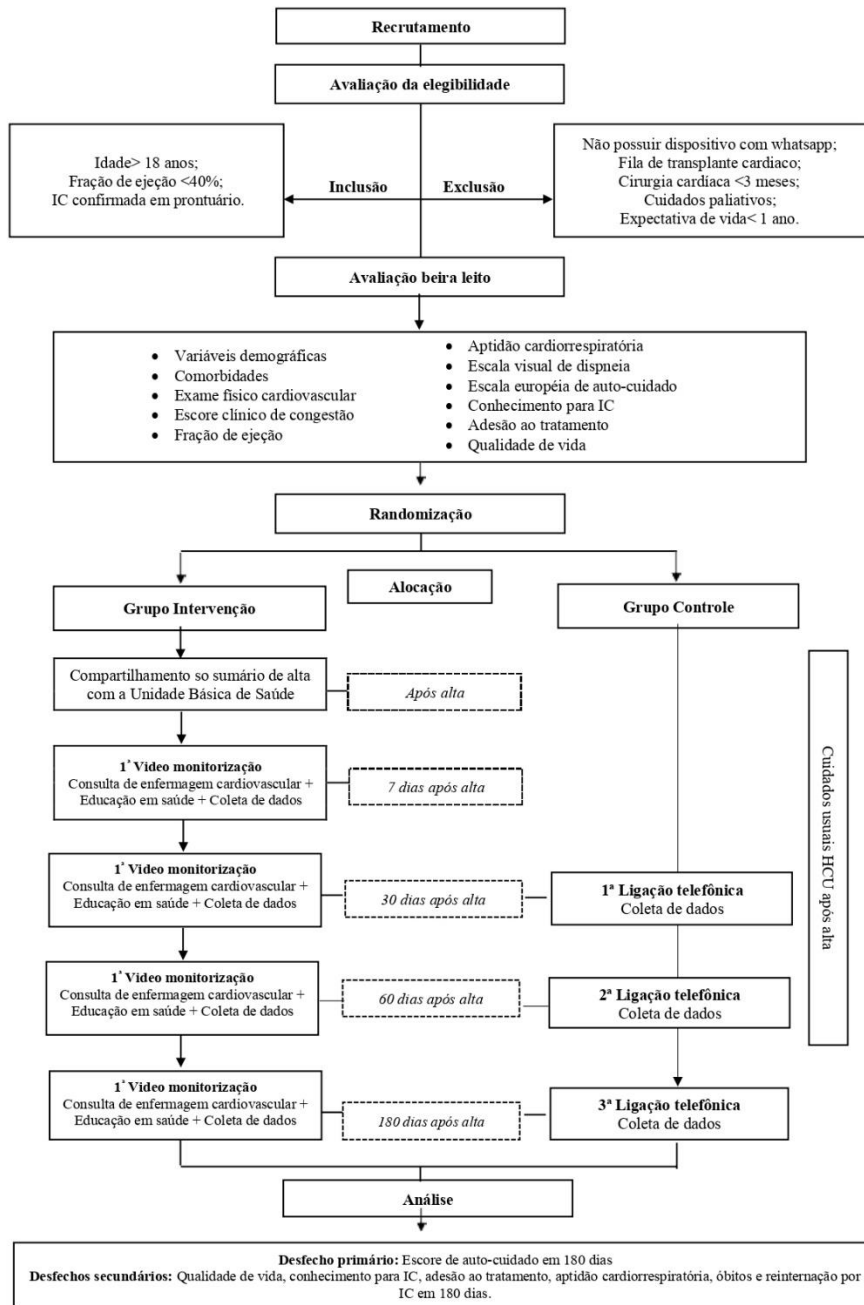 Recrutamento
Avaliação da elegibilidade
Idade> 18 anos;
Fração de ejeção <40%;
IC confirmada em prontuário.
Inclusão
Exclusão
Não possuir dispositivo com whatsapp;
Fila de transplante cardiaco;
Cirurgia cardíaca <3 meses;
Cuidados paliativos;
Expectativa de vida< 1 ano.
Avaliação beira leito
• Variáveis demográficas
• Comorbidades
• Exame físico cardiovascular
• Escore clínico de congestão
• Fração de ejeção
• Aptidão cardiorrespiratória
• Escala visual de dispneia
• Escala européia de auto-cuidado
• Conhecimento para IC
• Adesão ao tratamento
• Qualidade de vida
Randomização
Alocação
Grupo Intervenção
Grupo Controle
Compartilhamento so sumário de alta
com a Unidade Básica de Saúde
Após alta
1ª Video monitorização
Consulta de enfermagem cardiovascular +
Educação em saúde + Coleta de dados
7 dias após alta
1ª Video monitorização
Consulta de enfermagem cardiovascular +
Educação em saúde + Coleta de dados
30 dias após alta
1ª Ligação telefônica
Coleta de dados
1ª Video monitorização
Consulta de enfermagem cardiovascular +
Educação em saúde + Coleta de dados
60 dias após alta
2ª Ligação telefônica
Coleta de dados
1ª Video monitorização
Consulta de enfermagem cardiovascular +
Educação em saúde + Coleta de dados
180 dias após alta
3ª Ligação telefônica
Coleta de dados
Cuidados usuais HCU após alta
Análise
Desfecho primário: Escore de auto-cuidado em 180 dias
Desfechos secundários: Qualidade de vida, conhecimento para IC, adesão ao tratamento, aptidão cardiorrespiratória, óbitos e reinternação por
IC em 180 dias.